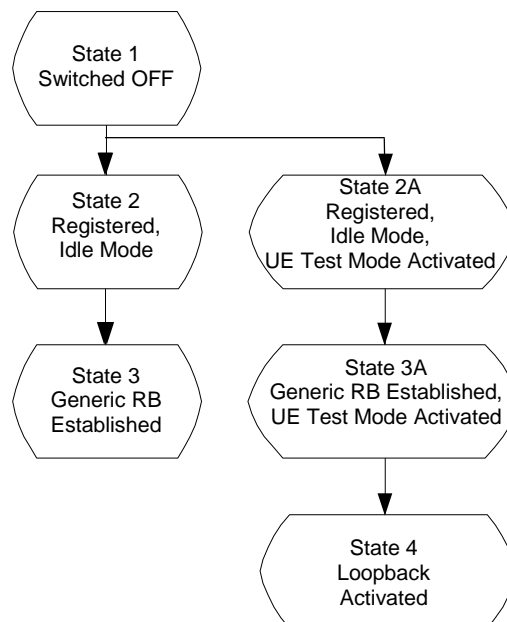 State 1
Switched OFF
State 2
Registered,
Idle Mode
State 2A
Registered,
Idle Mode,
UE Test Mode Activated
State 3
Generic RB
Established
State 3A
Generic RB Established,
UE Test Mode Activated
State 4
Loopback
Activated